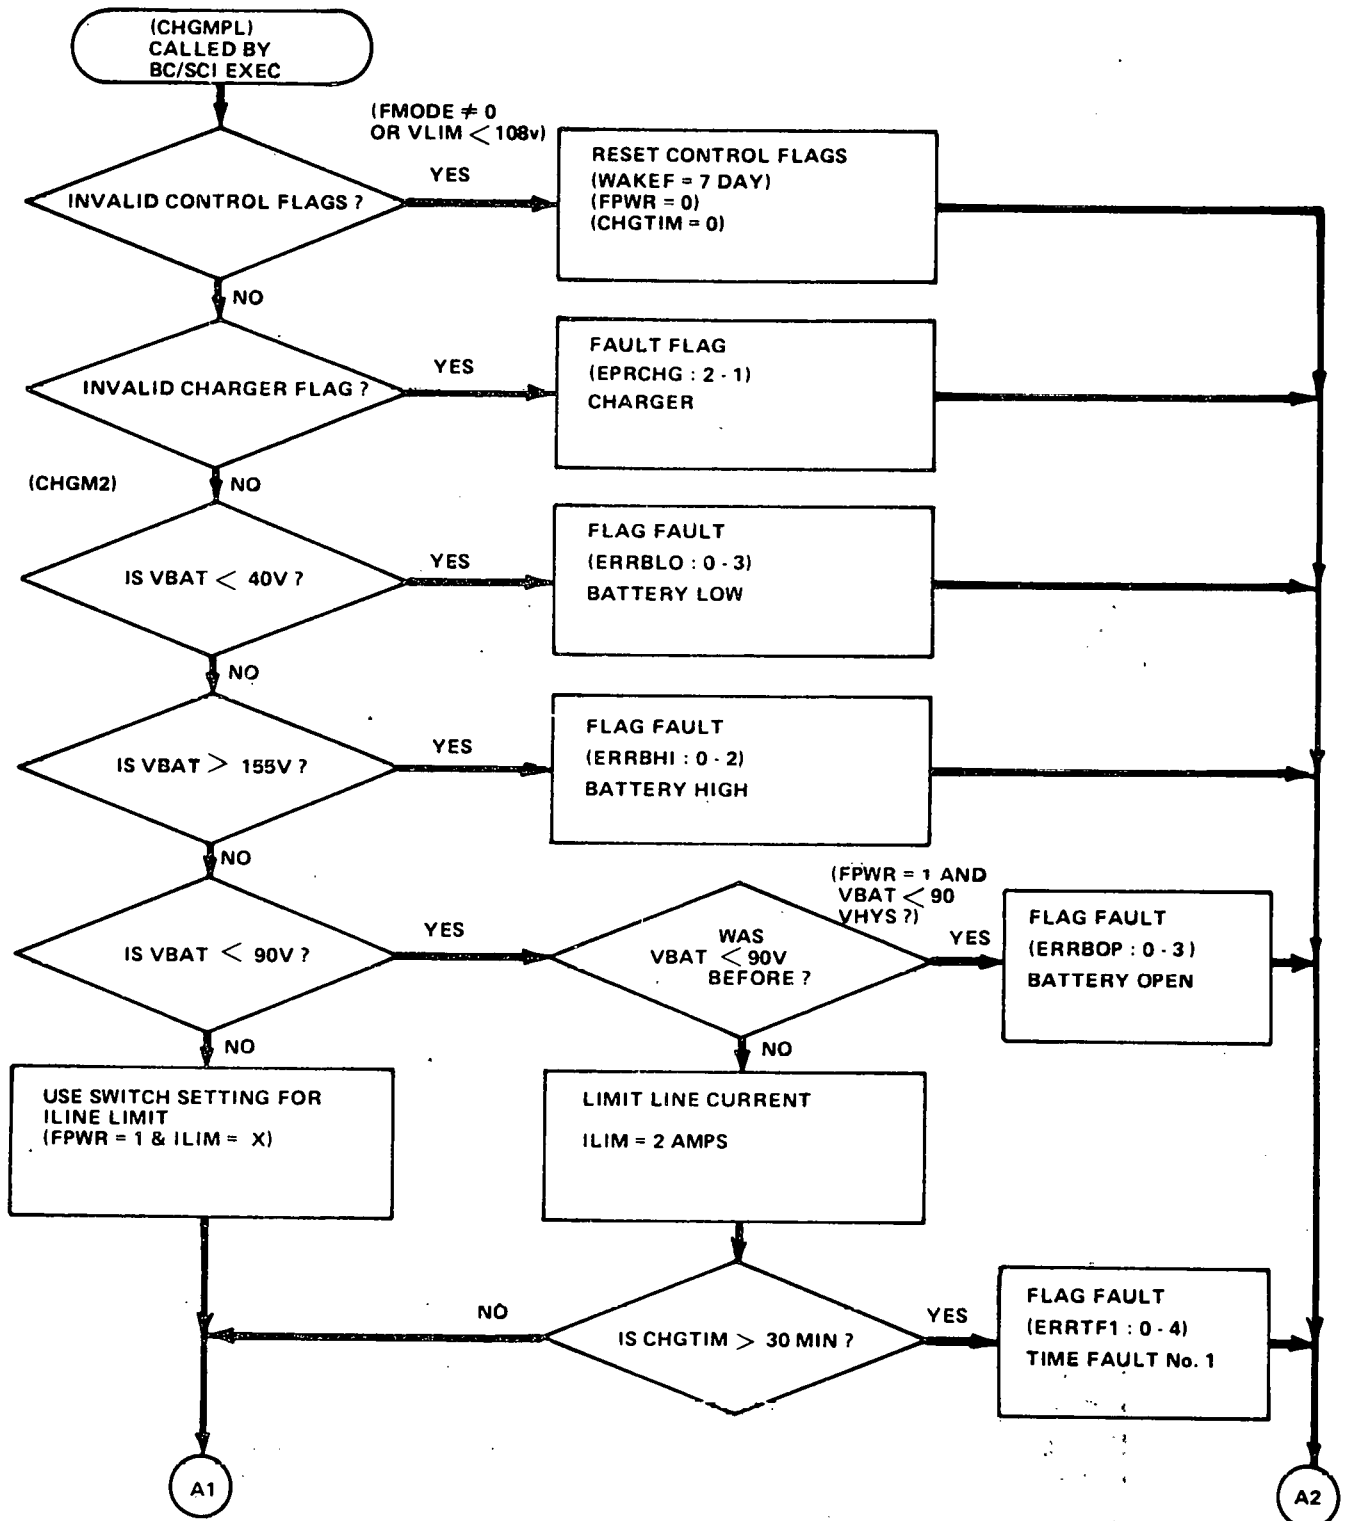 (CHGMPL)
CALLED BY
BC/SCI EXEC
(FMODE ≠ 0
OR VLIM < 108v)
INVALID CONTROL FLAGS ?
YES
RESET CONTROL FLAGS
(WAKEF = 7 DAY)
(FPWR = 0)
(CHGTIM = 0)
NO
INVALID CHARGER FLAG ?
YES
FAULT FLAG
(EPRCHG : 2 - 1)
CHARGER
(CHGM2)
NO
IS VBAT < 40V ?
YES
FLAG FAULT
(ERRBLO : 0 - 3)
BATTERY LOW
NO
IS VBAT > 155V ?
YES
FLAG FAULT
(ERRBHI : 0 - 2)
BATTERY HIGH
NO
IS VBAT < 90V ?
YES
WAS
VBAT < 90V
BEFORE ?
(FPWR = 1 AND
VBAT < 90
VHYS ?)
YES
FLAG FAULT
(ERRBOP : 0 - 3)
BATTERY OPEN
NO
USE SWITCH SETTING FOR
ILINE LIMIT
(FPWR = 1 & ILIM = X)
NO
LIMIT LINE CURRENT
ILIM = 2 AMPS
NO
IS CHGTIM > 30 MIN ?
YES
FLAG FAULT
(ERRTF1 : 0 - 4)
TIME FAULT No. 1
A1
A2